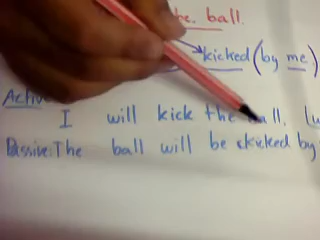 the. ball.
kicked (by me)
Active
I will kick the ball. (
Passive: The ball will be kicked by